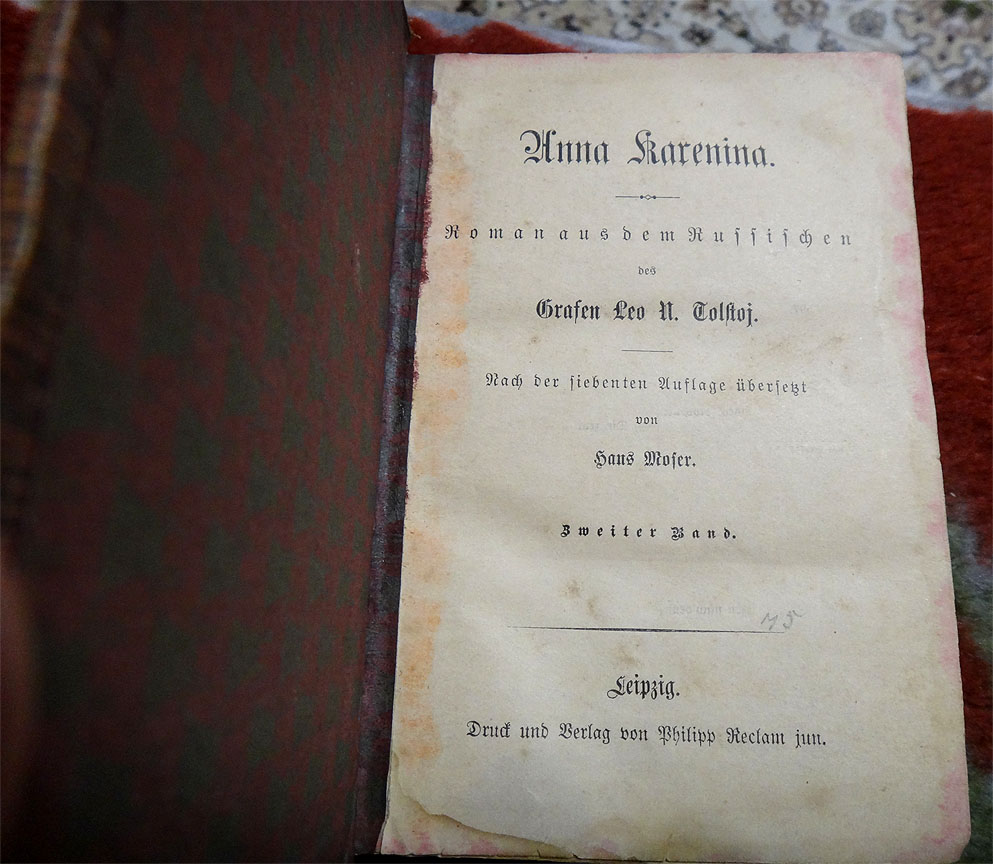 Anna Karenina.
Roman aus dem Russischen
des
Grafen Leo N. Tolstoj.
Nach der siebenten Auflage übersetzt
von
Hans Moser.
Zweiter Band.
75
Leipzig.
Druck und Verlag von Philipp Reclam jun.